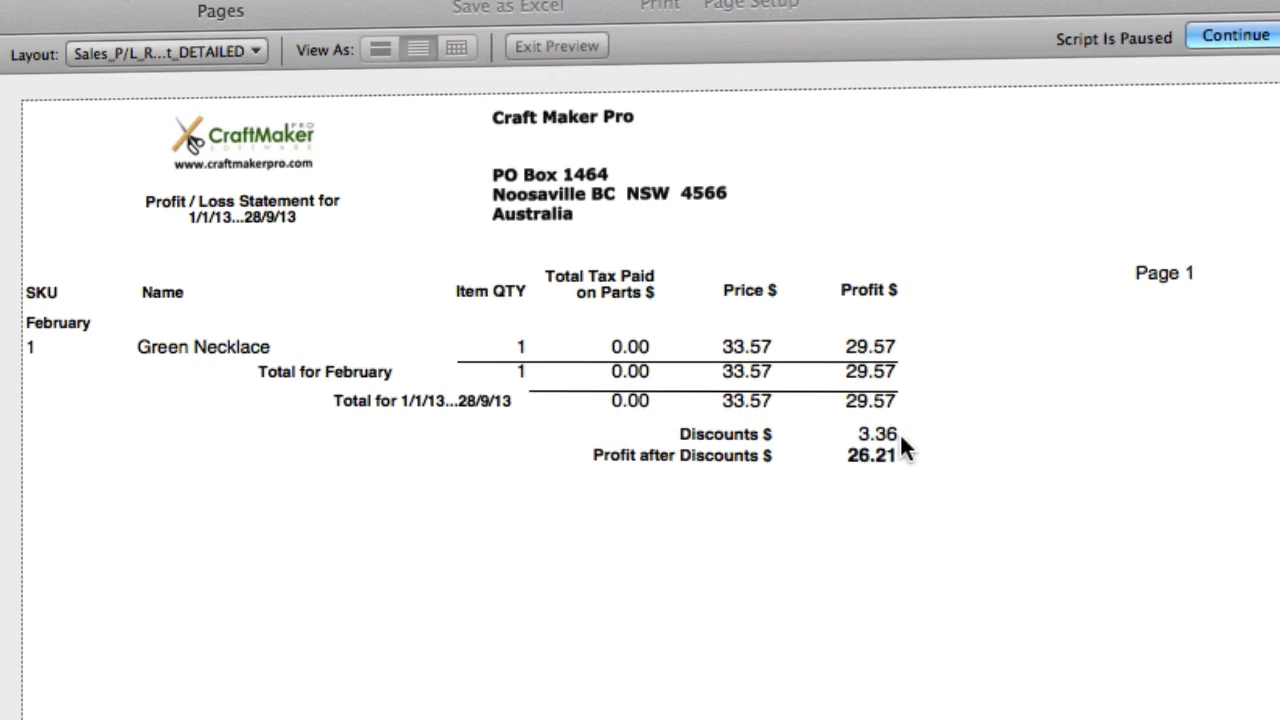 Pages
Save as Excel
Print
Page Setup
Layout: Sales_P/L_R...t_DETAILED
View As:
Exit Preview
Script Is Paused
Continue
CraftMaker PRO
SOFTWARE
www.craftmakerpro.com
Craft Maker Pro
PO Box 1464
Noosaville BC NSW 4566
Australia
Profit / Loss Statement for
1/1/13...28/9/13
Page 1
SKU Name Item QTY Total Tax Paid on Parts $ Price $ Profit $
February
1 Green Necklace 1 0.00 33.57 29.57
Total for February 1 0.00 33.57 29.57
Total for 1/1/13...28/9/13 0.00 33.57 29.57
Discounts $ 3.36
Profit after Discounts $ 26.21